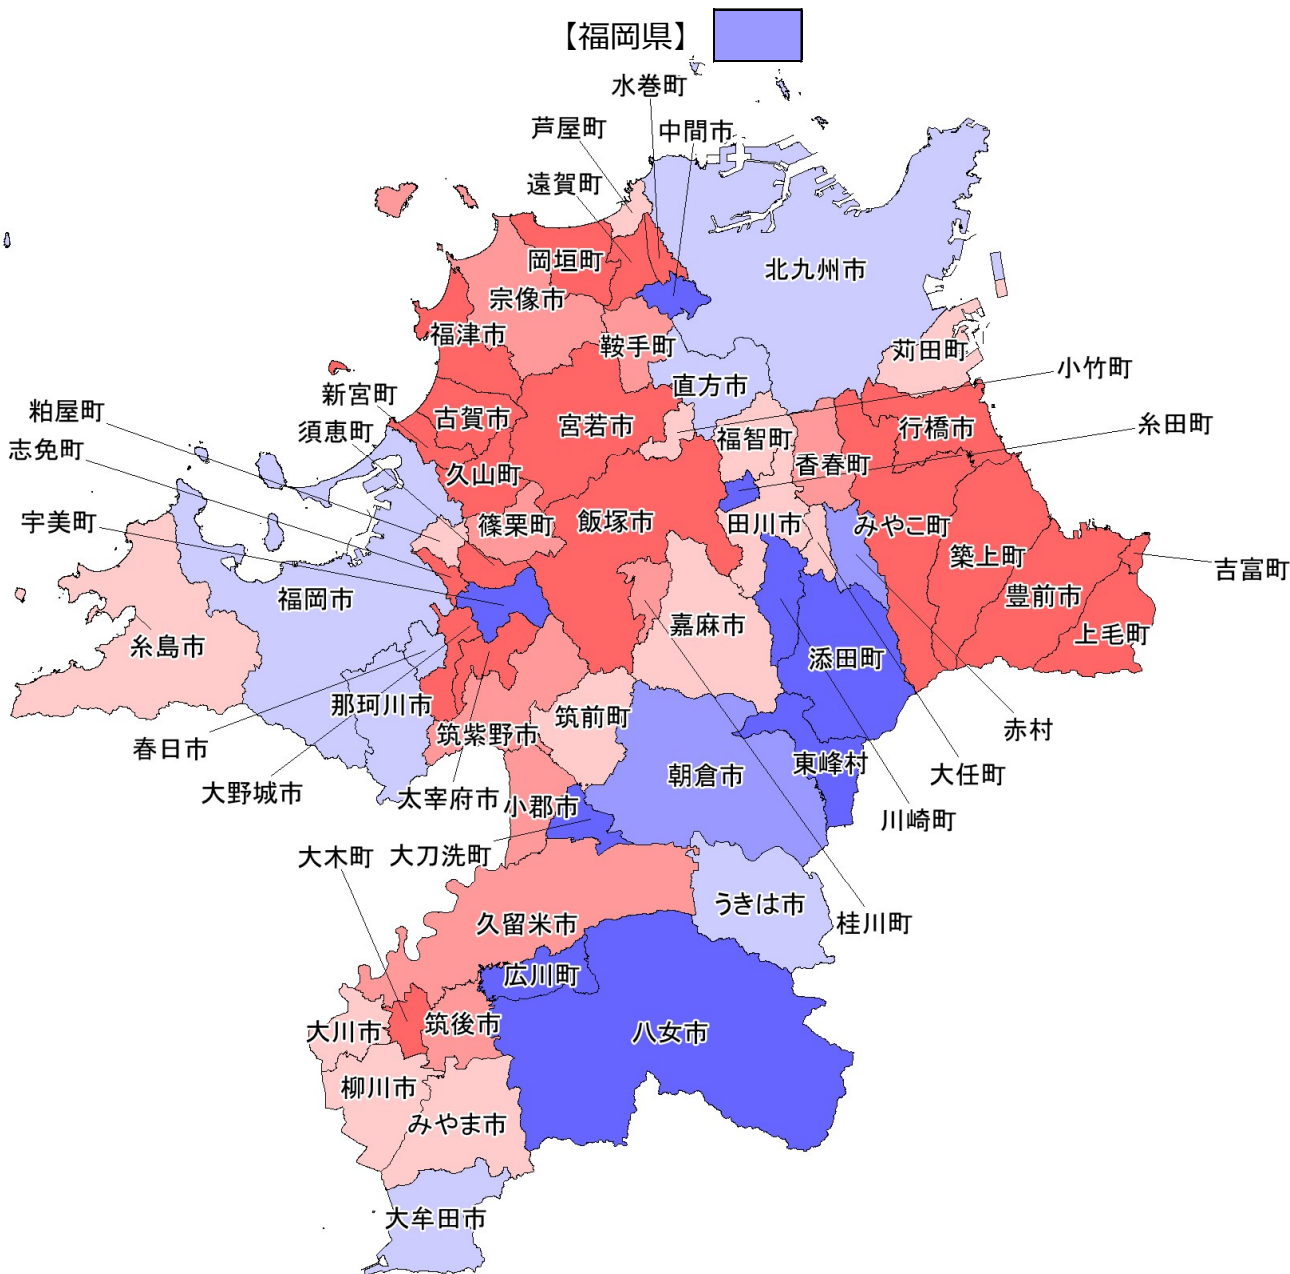 【福岡県】
水巻町
芦屋町
中間市
遠賀町
岡垣町
北九州市
宗像市
福津市
鞍手町
苅田町
小竹町
直方市
新宮町
粕屋町
古賀市
宮若市
行橋市
糸田町
須恵町
福智町
志免町
香春町
久山町
宇美町
篠栗町
飯塚市
田川市
みやこ町
築上町
吉富町
福岡市
豊前市
嘉麻市
上毛町
糸島市
添田町
那珂川市
筑前町
赤村
筑紫野市
春日市
東峰村
朝倉市
大任町
大野城市
太宰府市
小郡市
川崎町
大木町
大刀洗町
うきは市
久留米市
桂川町
広川町
大川市
筑後市
八女市
柳川市
みやま市
大牟田市